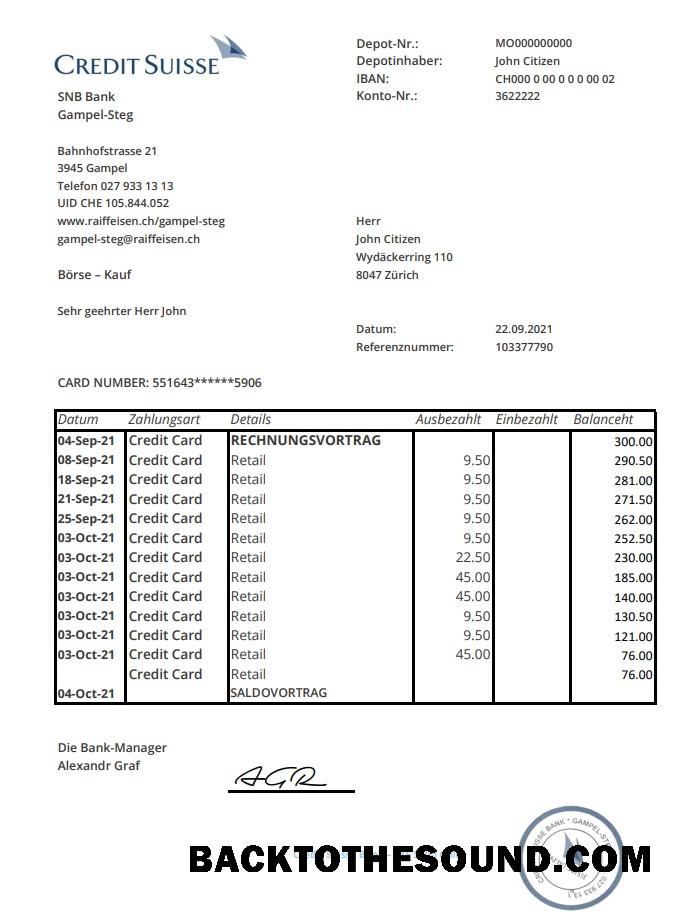 CREDIT SUISSE
SNB Bank
Gampel-Steg
Depot-Nr.: MO000000000
Depotinhaber: John Citizen
IBAN: CH000 0 00 0 0 0 00 02
Konto-Nr.: 3622222
Bahnhofstrasse 21
3945 Gampel
Telefon 027 933 13 13
UID CHE 105.844.052
www.raiffeisen.ch/gampel-steg
gampel-steg@raiffeisen.ch
Herr
John Citizen
Wydäckerring 110
8047 Zürich
Börse – Kauf
Sehr geehrter Herr John
Datum: 22.09.2021
Referenznummer: 103377790
CARD NUMBER: 551643******5906
Datum Zahlungsart Details Ausbezahlt Einbezahlt Balanceht
04-Sep-21 Credit Card RECHNUNGSVORTRAG 300.00
08-Sep-21 Credit Card Retail 9.50 290.50
18-Sep-21 Credit Card Retail 9.50 281.00
21-Sep-21 Credit Card Retail 9.50 271.50
25-Sep-21 Credit Card Retail 9.50 262.00
03-Oct-21 Credit Card Retail 9.50 252.50
03-Oct-21 Credit Card Retail 22.50 230.00
03-Oct-21 Credit Card Retail 45.00 185.00
03-Oct-21 Credit Card Retail 45.00 140.00
03-Oct-21 Credit Card Retail 9.50 130.50
03-Oct-21 Credit Card Retail 9.50 121.00
03-Oct-21 Credit Card Retail 45.00 76.00
Credit Card Retail 76.00
04-Oct-21 SALDOVORTRAG
Die Bank-Manager
Alexandr Graf
AGR
BACKTOTHESOUND.COM